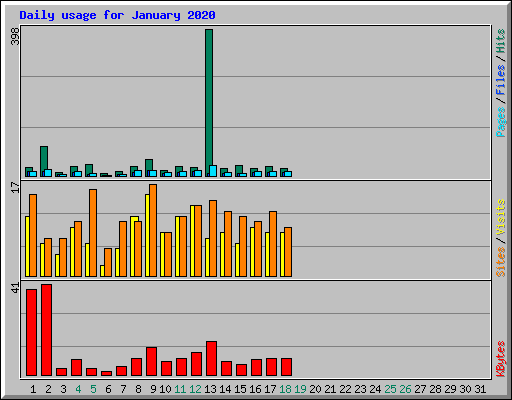 Daily usage for January 2020
398
17
41
Pages / Files / Hits
Sites / Visits
KBytes
1 2 3 4 5 6 7 8 9 10 11 12 13 14 15 16 17 18 19 20 21 22 23 24 25 26 27 28 29 30 31